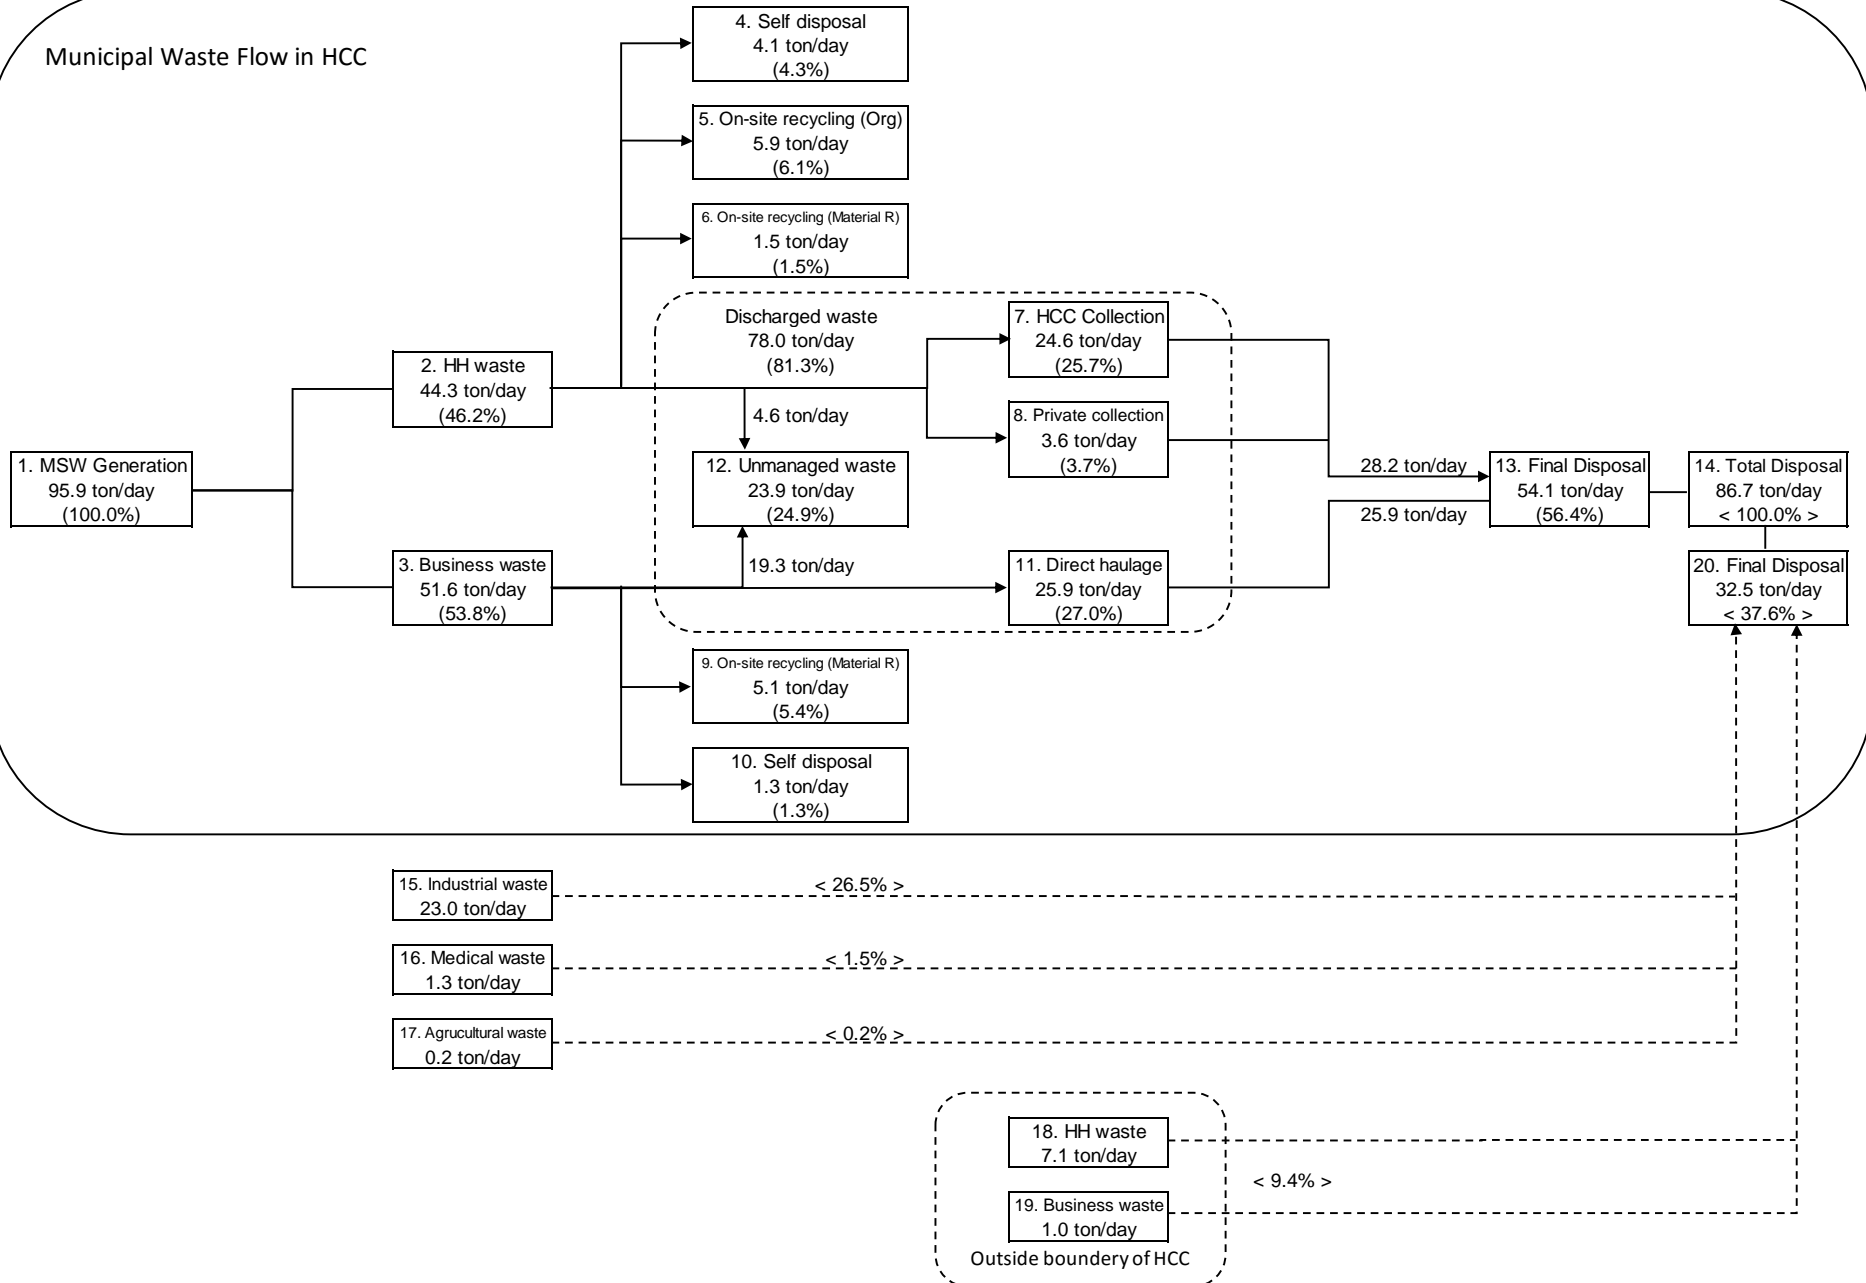 Municipal Waste Flow in HCC
4. Self disposal
4.1 ton/day
(4.3%)
5. On-site recycling (Org)
5.9 ton/day
(6.1%)
6. On-site recycling (Material R)
1.5 ton/day
(1.5%)
Discharged waste
78.0 ton/day
(81.3%)
7. HCC Collection
24.6 ton/day
(25.7%)
2. HH waste
44.3 ton/day
(46.2%)
4.6 ton/day
8. Private collection
3.6 ton/day
(3.7%)
1. MSW Generation
95.9 ton/day
(100.0%)
12. Unmanaged waste
23.9 ton/day
(24.9%)
28.2 ton/day
25.9 ton/day
13. Final Disposal
54.1 ton/day
(56.4%)
14. Total Disposal
86.7 ton/day
< 100.0% >
3. Business waste
51.6 ton/day
(53.8%)
19.3 ton/day
11. Direct haulage
25.9 ton/day
(27.0%)
20. Final Disposal
32.5 ton/day
< 37.6% >
9. On-site recycling (Material R)
5.1 ton/day
(5.4%)
10. Self disposal
1.3 ton/day
(1.3%)
15. Industrial waste
23.0 ton/day
< 26.5% >
16. Medical waste
1.3 ton/day
< 1.5% >
17. Agrucultural waste
0.2 ton/day
< 0.2% >
18. HH waste
7.1 ton/day
< 9.4% >
19. Business waste
1.0 ton/day
Outside boundery of HCC